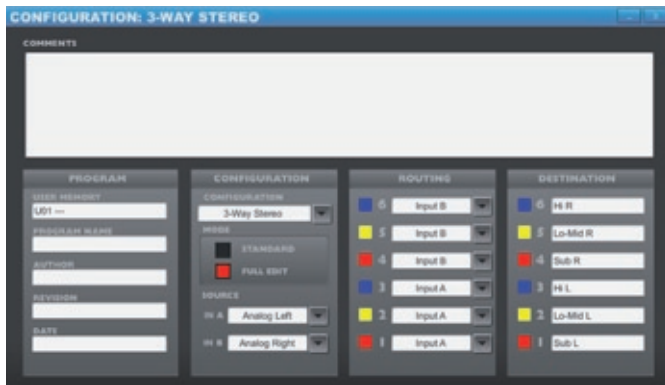 CONFIGURATION: 3-WAY STEREO
COMMENTS
PROGRAM
USER MEMORY
U01 ---
PROGRAM NAME
AUTHOR
REVISION
DATE
CONFIGURATION
CONFIGURATION
3-Way Stereo
MODE
STANDARD
FULL EDIT
SOURCE
IN A Analog Left
IN B Analog Right
ROUTING
6 Input B
5 Input B
4 Input B
3 Input A
2 Input A
1 Input A
DESTINATION
6 Hi R
5 Lo-Mid R
4 Sub R
3 Hi L
2 Lo-Mid L
1 Sub L